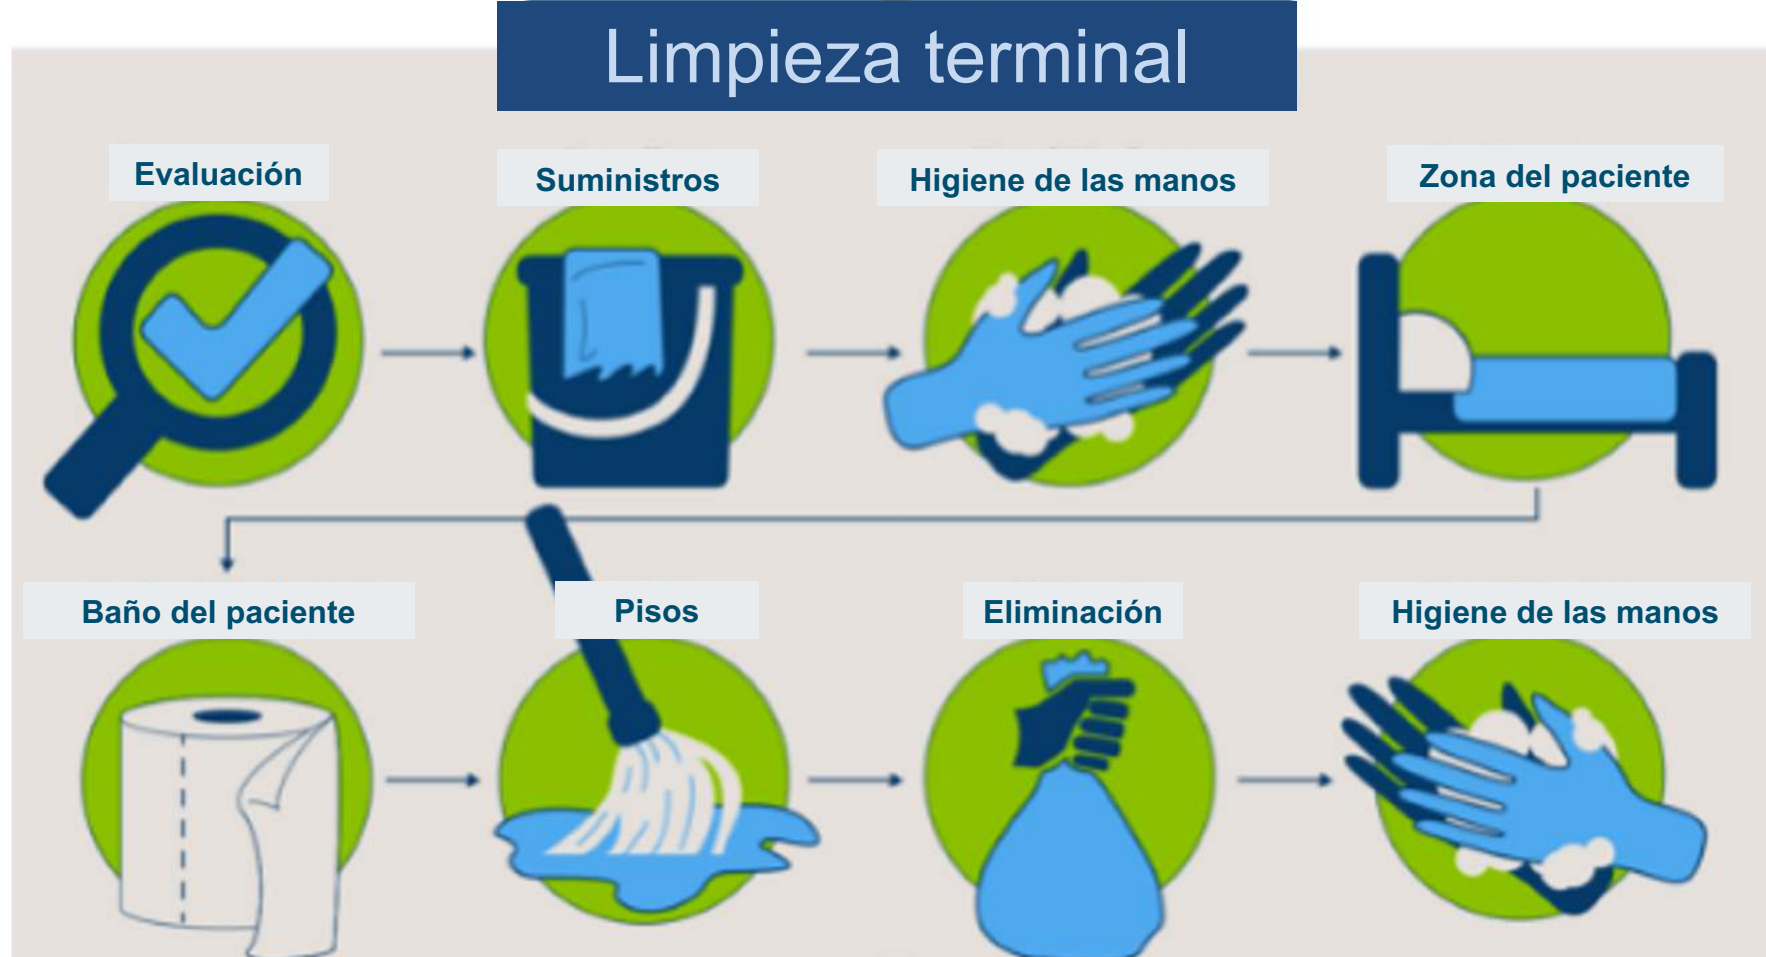 Limpieza terminal
Evaluación
Suministros
Higiene de las manos
Zona del paciente
Baño del paciente
Pisos
Eliminación
Higiene de las manos